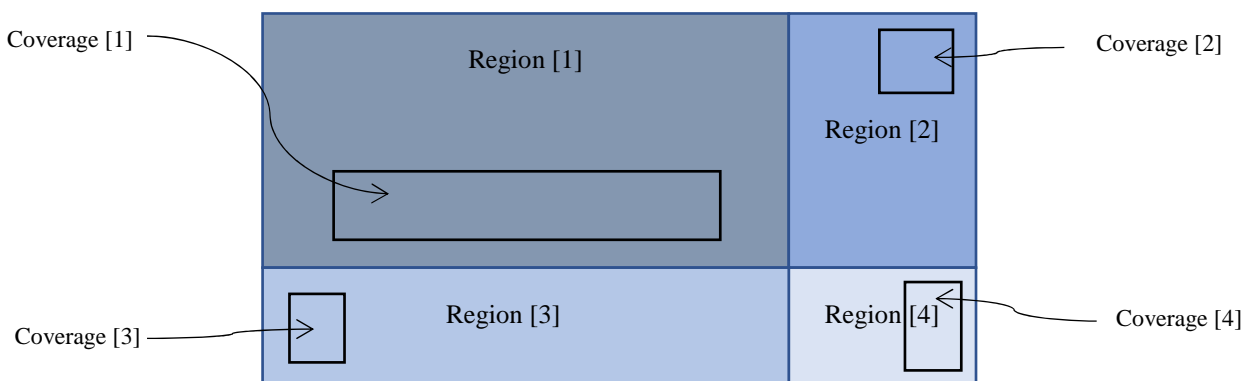 Coverage [1]
Region [1]
Coverage [2]
Region [2]
Coverage [3]
Region [3]
Region [4]
Coverage [4]